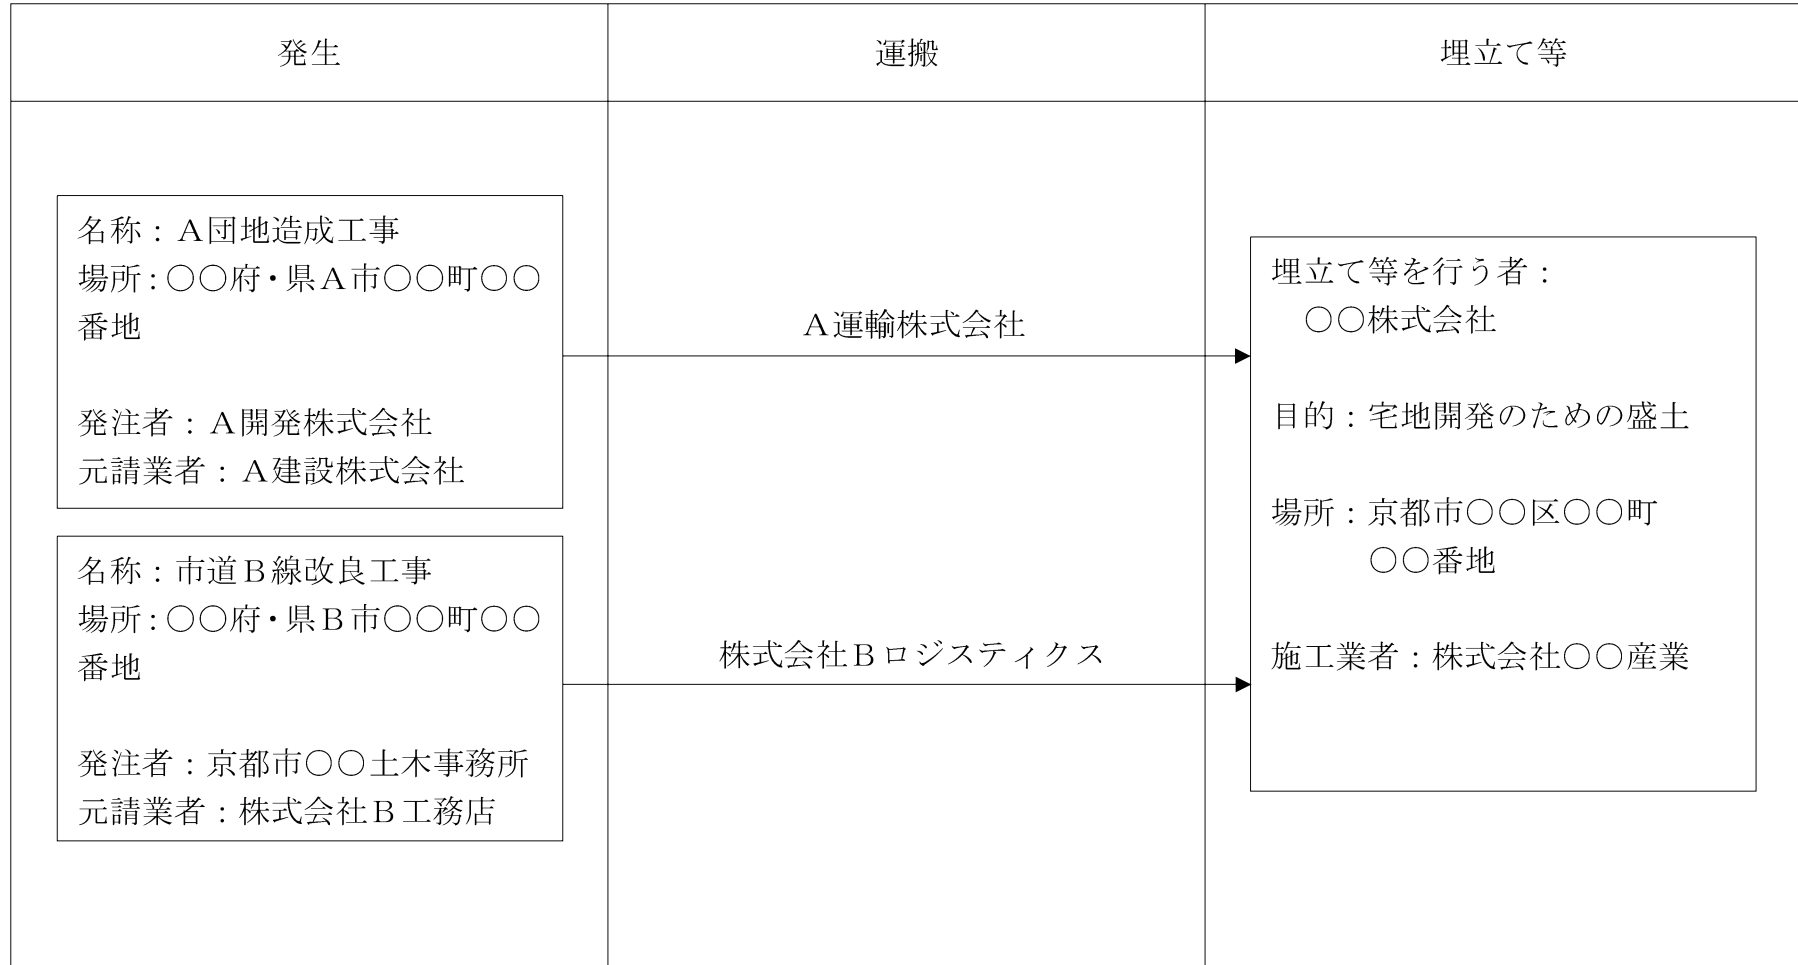 発生
運搬
埋立て等
名称：Ａ団地造成工事
場所：○○府・県Ａ市○○町○○
番地
発注者：Ａ開発株式会社
元請業者：Ａ建設株式会社
名称：市道Ｂ線改良工事
場所：○○府・県Ｂ市○○町○○
番地
発注者：京都市○○土木事務所
元請業者：株式会社Ｂ工務店
Ａ運輸株式会社
株式会社Ｂロジスティクス
埋立て等を行う者：
○○株式会社
目的：宅地開発のための盛土
場所：京都市○○区○○町
○○番地
施工業者：株式会社○○産業